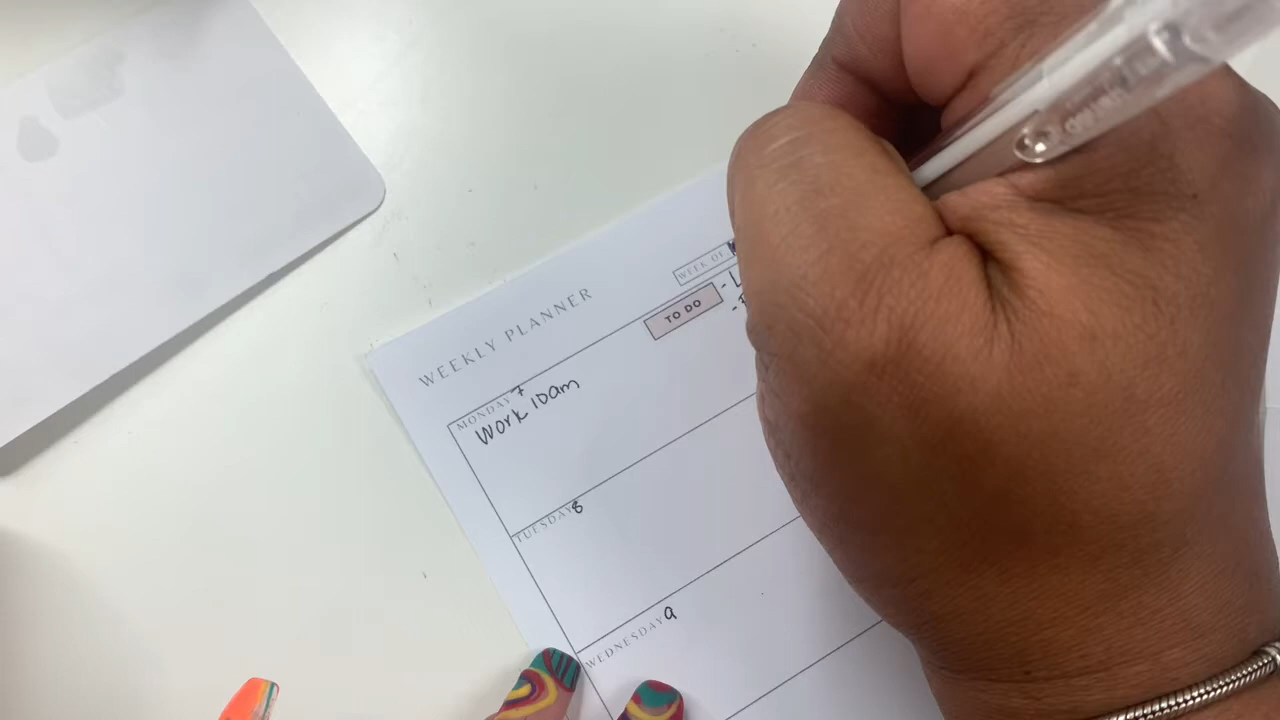 WEEKLY PLANNER
WEEK OF
TO DO
- L
-
MONDAY 7
Work 10am
TUESDAY 8
WEDNESDAY 9